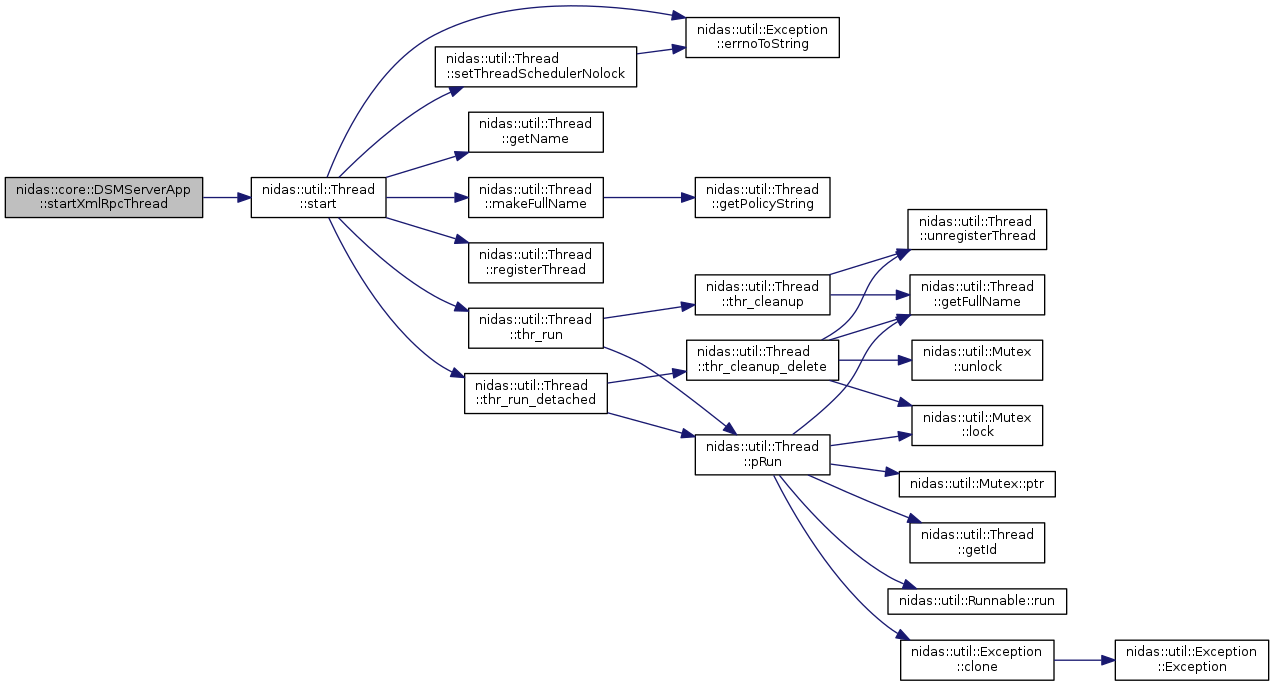 nidas::util::Exception
::errnoToString
nidas::util::Thread
::setThreadSchedulerNolock
nidas::util::Thread
::getName
nidas::core::DSMServerApp
::startXmlRpcThread
nidas::util::Thread
::start
nidas::util::Thread
::makeFullName
nidas::util::Thread
::getPolicyString
nidas::util::Thread
::unregisterThread
nidas::util::Thread
::registerThread
nidas::util::Thread
::thr_cleanup
nidas::util::Thread
::getFullName
nidas::util::Thread
::thr_run
nidas::util::Thread
::thr_cleanup_delete
nidas::util::Mutex
::unlock
nidas::util::Thread
::thr_run_detached
nidas::util::Mutex
::lock
nidas::util::Thread
::pRun
nidas::util::Mutex::ptr
nidas::util::Thread
::getId
nidas::util::Runnable::run
nidas::util::Exception
::clone
nidas::util::Exception
::Exception